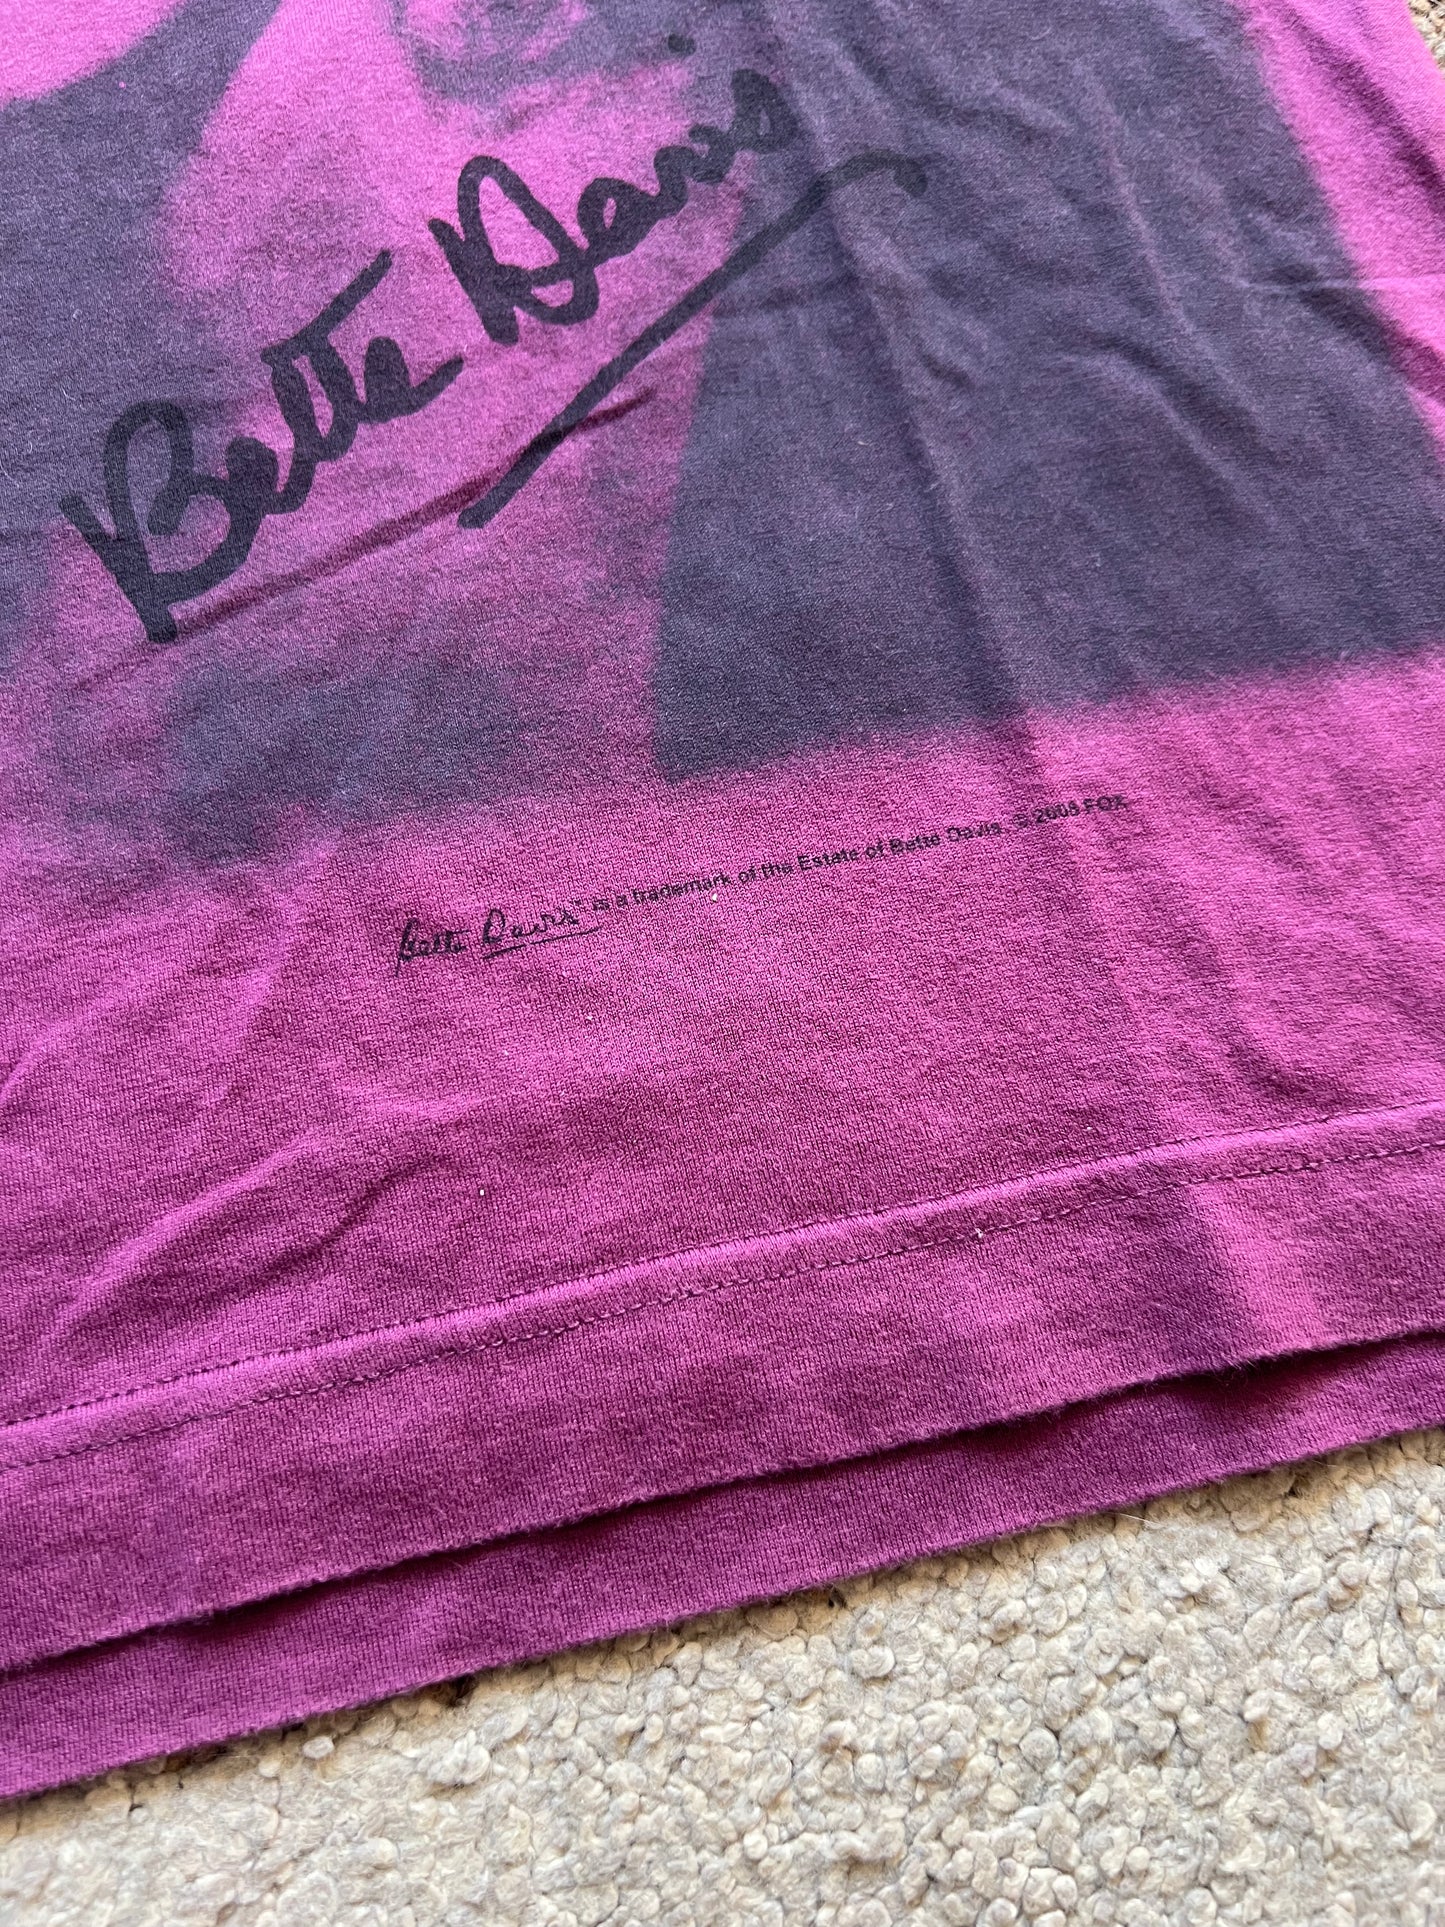 Bette Davis
Bette Davis™ is a trademark of the Estate of Bette Davis. © 2008 FOX